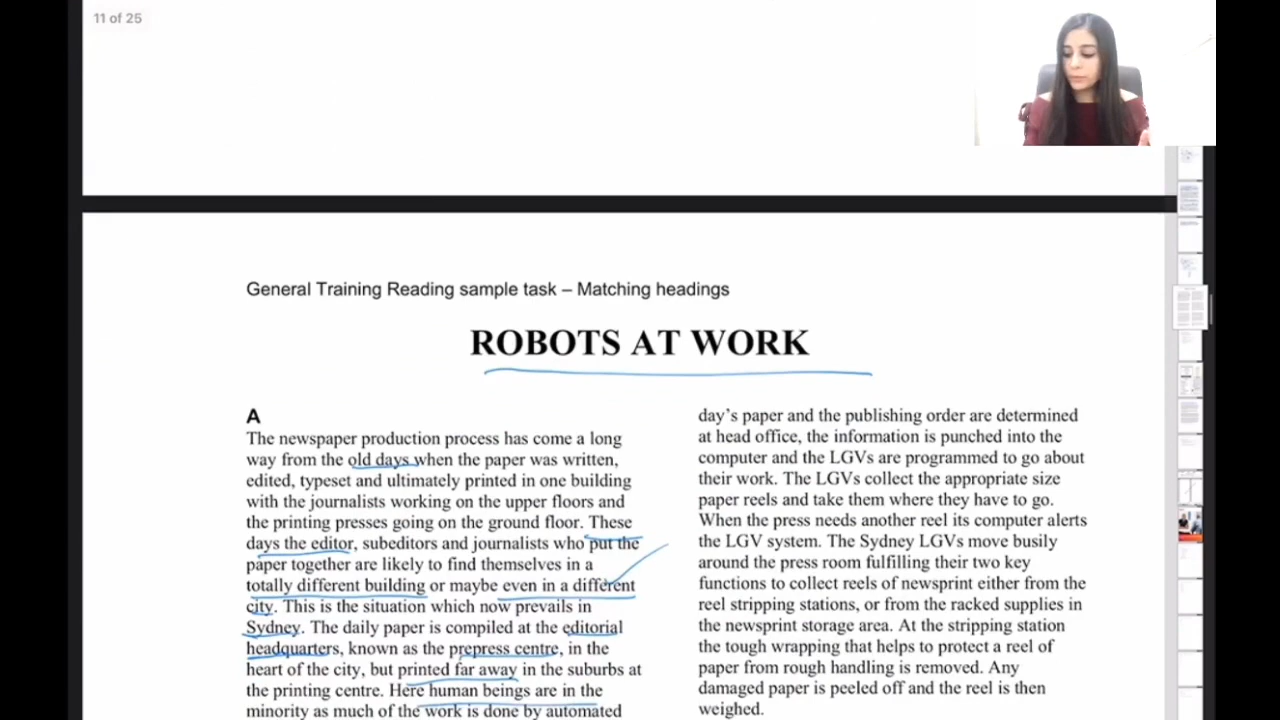 11 of 25
General Training Reading sample task – Matching headings
ROBOTS AT WORK
A
The newspaper production process has come a long
way from the old days when the paper was written,
edited, typeset and ultimately printed in one building
with the journalists working on the upper floors and
the printing presses going on the ground floor. These
days the editor, subeditors and journalists who put the
paper together are likely to find themselves in a
totally different building or maybe even in a different
city. This is the situation which now prevails in
Sydney. The daily paper is compiled at the editorial
headquarters, known as the prepress centre, in the
heart of the city, but printed far away in the suburbs at
the printing centre. Here human beings are in the
minority as much of the work is done by automated
day's paper and the publishing order are determined
at head office, the information is punched into the
computer and the LGVs are programmed to go about
their work. The LGVs collect the appropriate size
paper reels and take them where they have to go.
When the press needs another reel its computer alerts
the LGV system. The Sydney LGVs move busily
around the press room fulfilling their two key
functions to collect reels of newsprint either from the
reel stripping stations, or from the racked supplies in
the newsprint storage area. At the stripping station
the tough wrapping that helps to protect a reel of
paper from rough handling is removed. Any
damaged paper is peeled off and the reel is then
weighed.